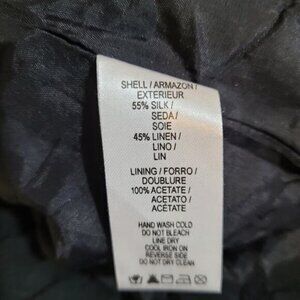 SHELL / ARMAZON /
EXTERIEUR
55% SILK /
SEDA /
SOIE
45% LINEN /
LINO /
LIN
LINING / FORRO /
DOUBLURE
100% ACETATE /
ACETATO /
ACÉTATE
HAND WASH COLD
DO NOT BLEACH
LINE DRY
COOL IRON ON
REVERSE SIDE
DO NOT DRY CLEAN